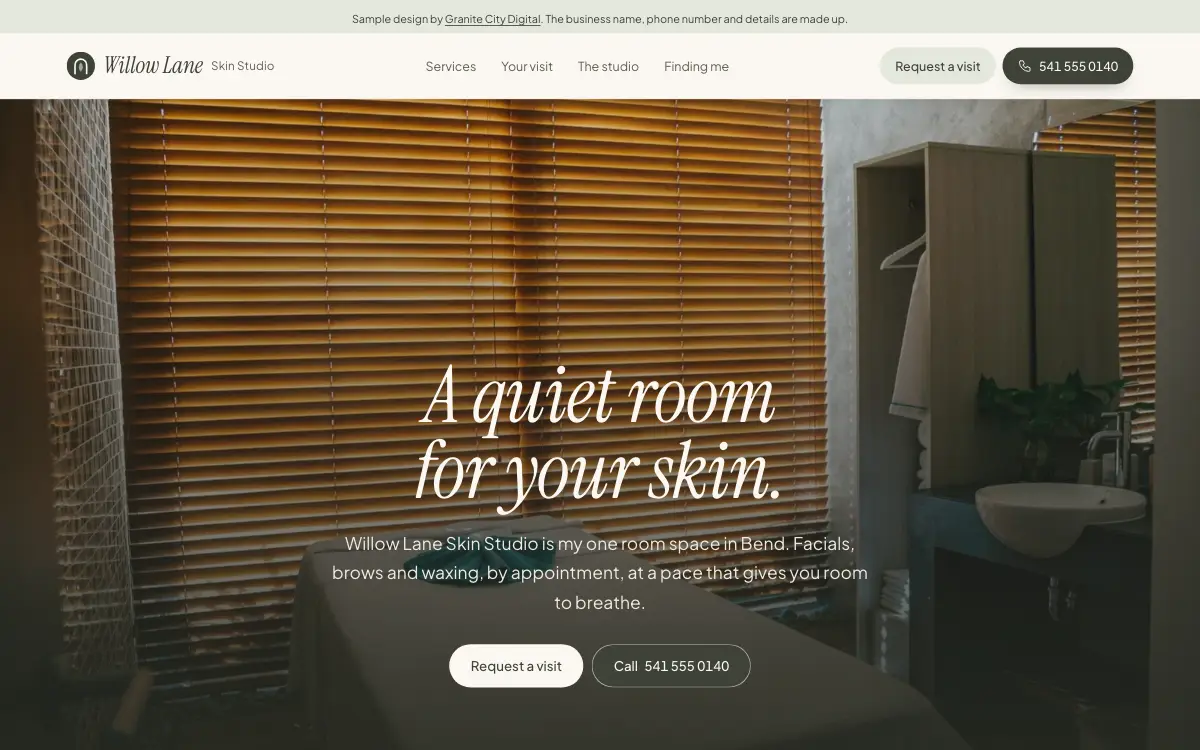 Sample design by Granite City Digital. The business name, phone number and details are made up.
Willow Lane Skin Studio
Services
Your visit
The studio
Finding me
Request a visit
541 555 0140
A quiet room
for your skin.
Willow Lane Skin Studio is my one room space in Bend. Facials,
brows and waxing, by appointment, at a pace that gives you room
to breathe.
Request a visit
Call 541 555 0140